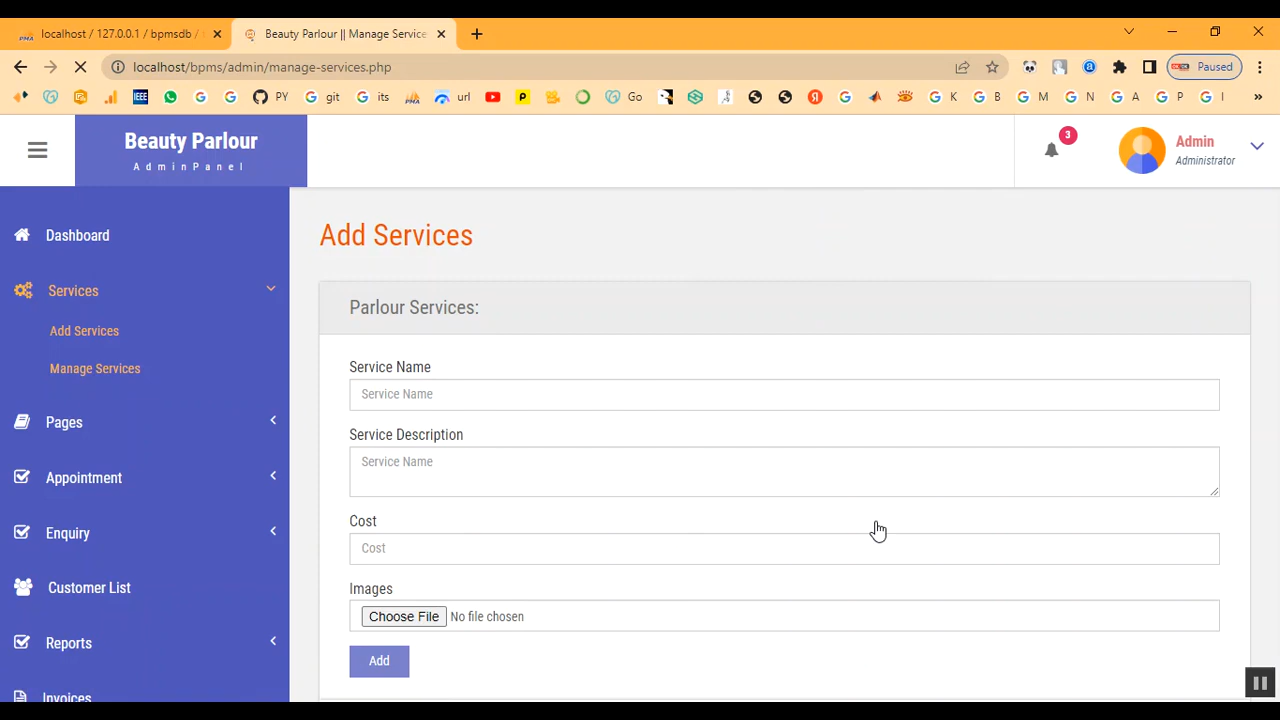 localhost / 127.0.0.1 / bpmsdb /
Beauty Parlour || Manage Service
localhost/bpms/admin/manage-services.php
Paused
IEEE
PY
git
its
url
Go
K
B
M
N
A
P
I
»
Beauty Parlour
AdminPanel
3
Admin
Administrator
Dashboard
Services
Add Services
Manage Services
Pages
Appointment
Enquiry
Customer List
Reports
Invoices
Add Services
Parlour Services:
Service Name
Service Name
Service Description
Service Name
Cost
Cost
Images
Choose File No file chosen
Add